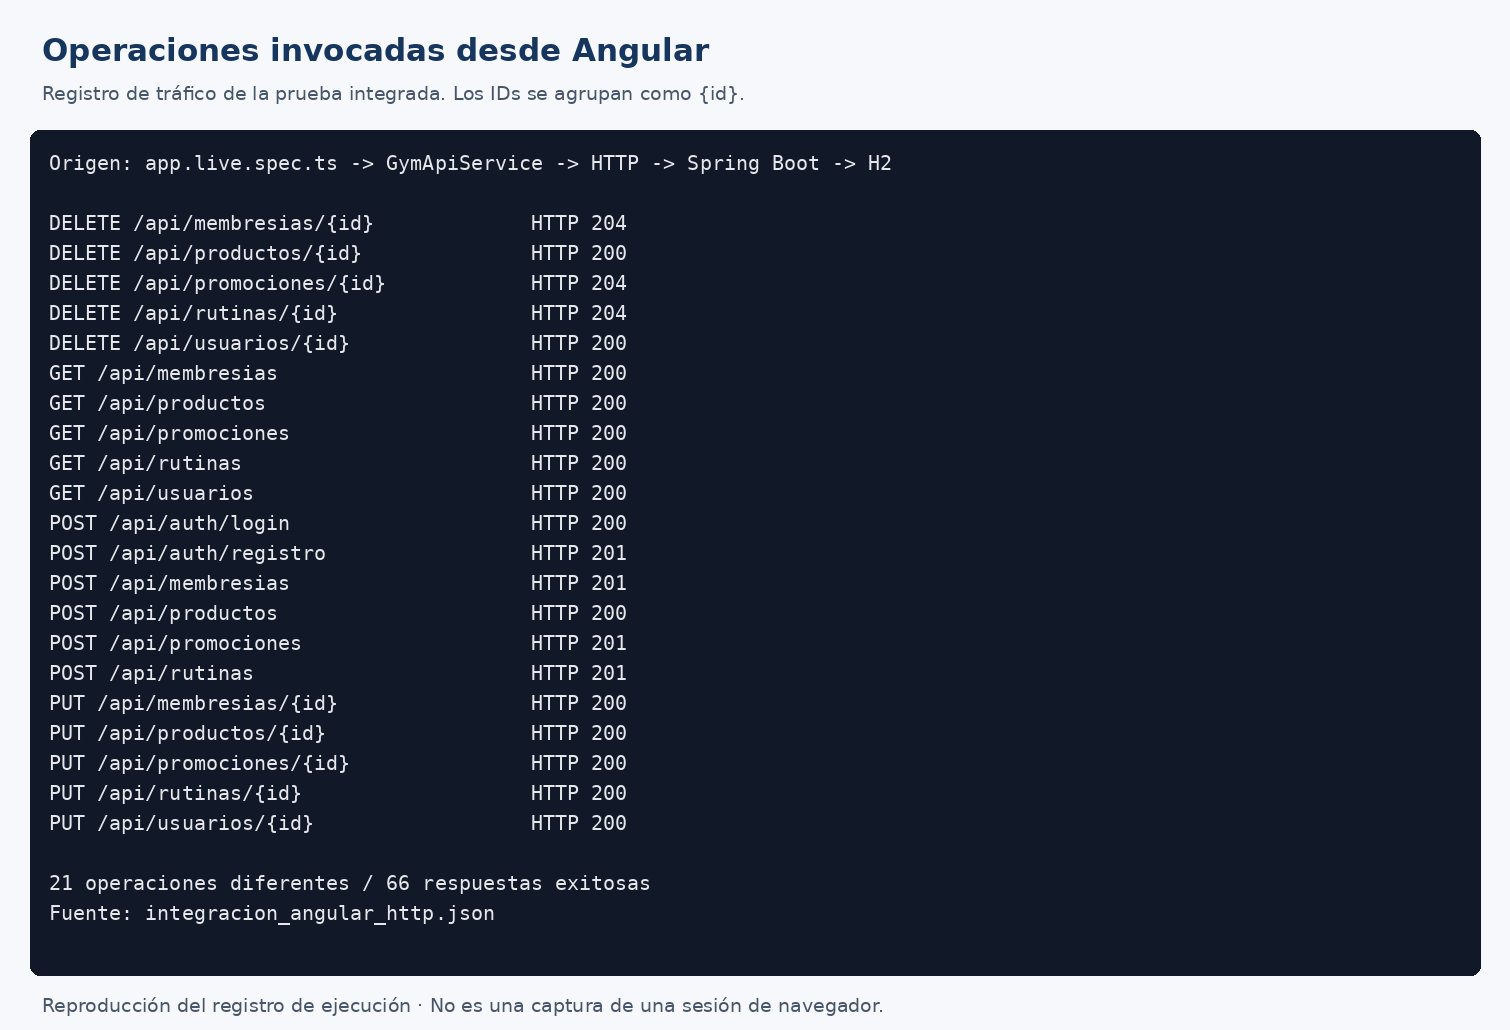 Operaciones invocadas desde Angular
Registro de tráfico de la prueba integrada. Los IDs se agrupan como {id}.
Origen: app.live.spec.ts -> GymApiService -> HTTP -> Spring Boot -> H2
DELETE /api/membresias/{id} HTTP 204
DELETE /api/productos/{id} HTTP 200
DELETE /api/promociones/{id} HTTP 204
DELETE /api/rutinas/{id} HTTP 204
DELETE /api/usuarios/{id} HTTP 200
GET /api/membresias HTTP 200
GET /api/productos HTTP 200
GET /api/promociones HTTP 200
GET /api/rutinas HTTP 200
GET /api/usuarios HTTP 200
POST /api/auth/login HTTP 200
POST /api/auth/registro HTTP 201
POST /api/membresias HTTP 201
POST /api/productos HTTP 200
POST /api/promociones HTTP 201
POST /api/rutinas HTTP 201
PUT /api/membresias/{id} HTTP 200
PUT /api/productos/{id} HTTP 200
PUT /api/promociones/{id} HTTP 200
PUT /api/rutinas/{id} HTTP 200
PUT /api/usuarios/{id} HTTP 200
21 operaciones diferentes / 66 respuestas exitosas
Fuente: integracion_angular_http.json
Reproducción del registro de ejecución · No es una captura de una sesión de navegador.